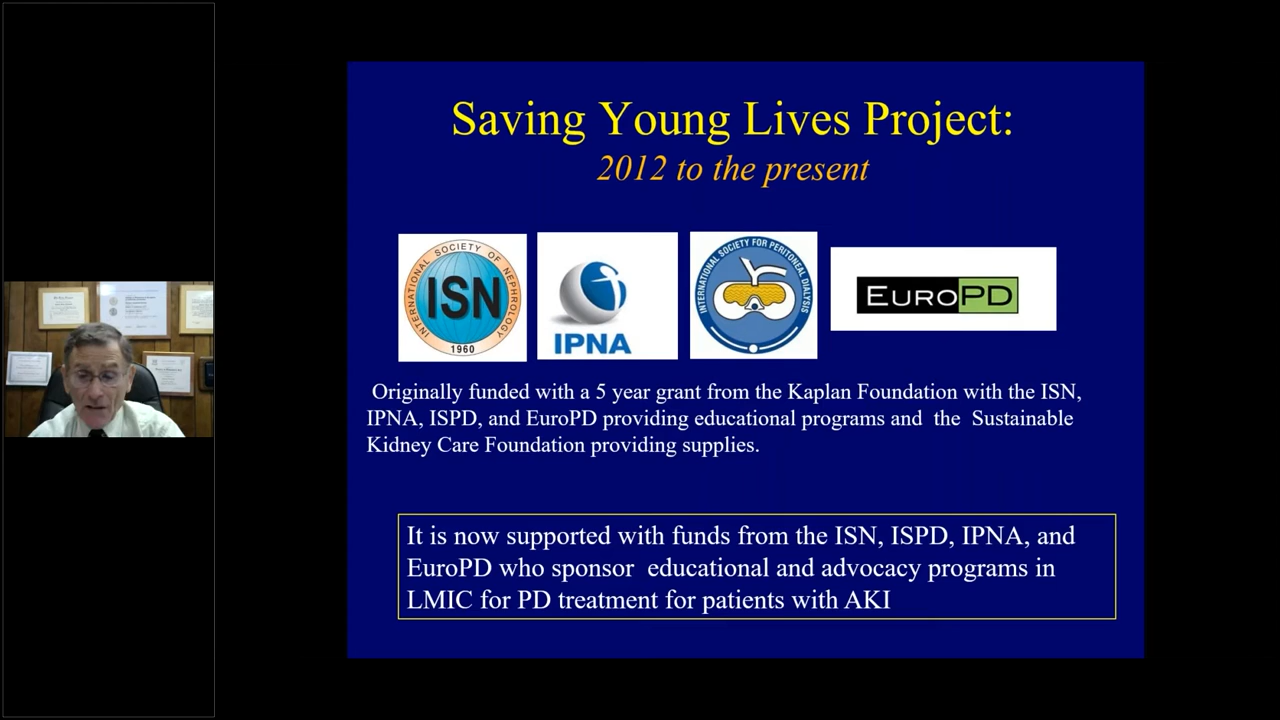 Saving Young Lives Project:
2012 to the present
INTERNATIONAL SOCIETY OF NEPHROLOGY
ISN
1960
IPNA
INTERNATIONAL SOCIETY FOR PERITONEAL DIALYSIS
EUROPD
Originally funded with a 5 year grant from the Kaplan Foundation with the ISN,
IPNA, ISPD, and EuroPD providing educational programs and the Sustainable
Kidney Care Foundation providing supplies.
It is now supported with funds from the ISN, ISPD, IPNA, and
EuroPD who sponsor educational and advocacy programs in
LMIC for PD treatment for patients with AKI